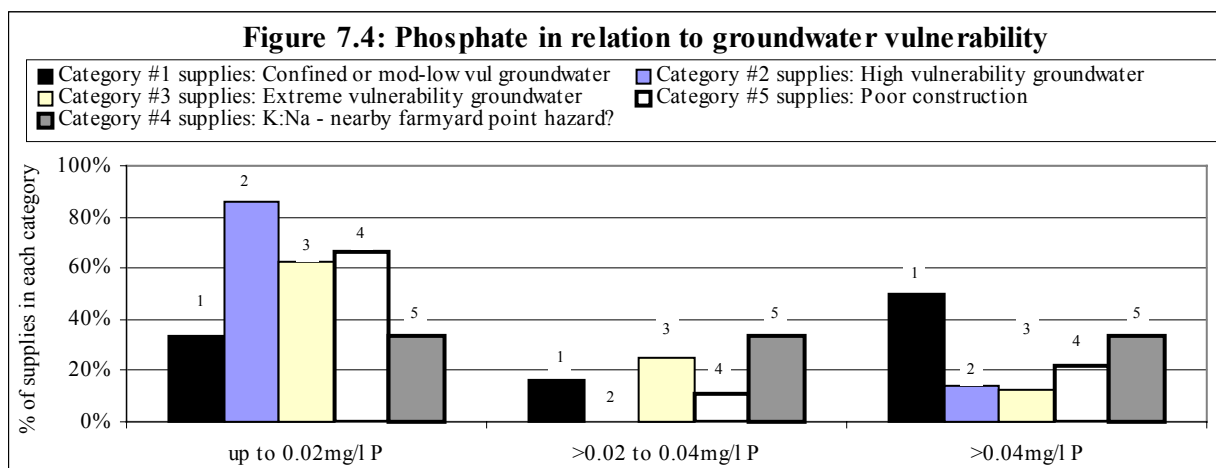 Figure 7.4: Phosphate in relation to groundwater vulnerability
Category #1 supplies: Confined or mod-low vul groundwater
Category #2 supplies: High vulnerability groundwater
Category #3 supplies: Extreme vulnerability groundwater
Category #5 supplies: Poor construction
Category #4 supplies: K:Na - nearby farmyard point hazard?
% of supplies in each category
100%
80%
60%
40%
20%
0%
1 2 3 4 5
1 2 3 4 5
1 2 3 4 5
up to 0.02mg/l P >0.02 to 0.04mg/l P >0.04mg/l P